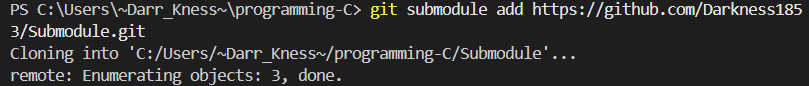 PS C:\Users\~Darr_Kness~\programming-C> git submodule add https://github.com/Darkness185
3/Submodule.git
Cloning into 'C:/Users/~Darr_Kness~/programming-C/Submodule'...
remote: Enumerating objects: 3, done.